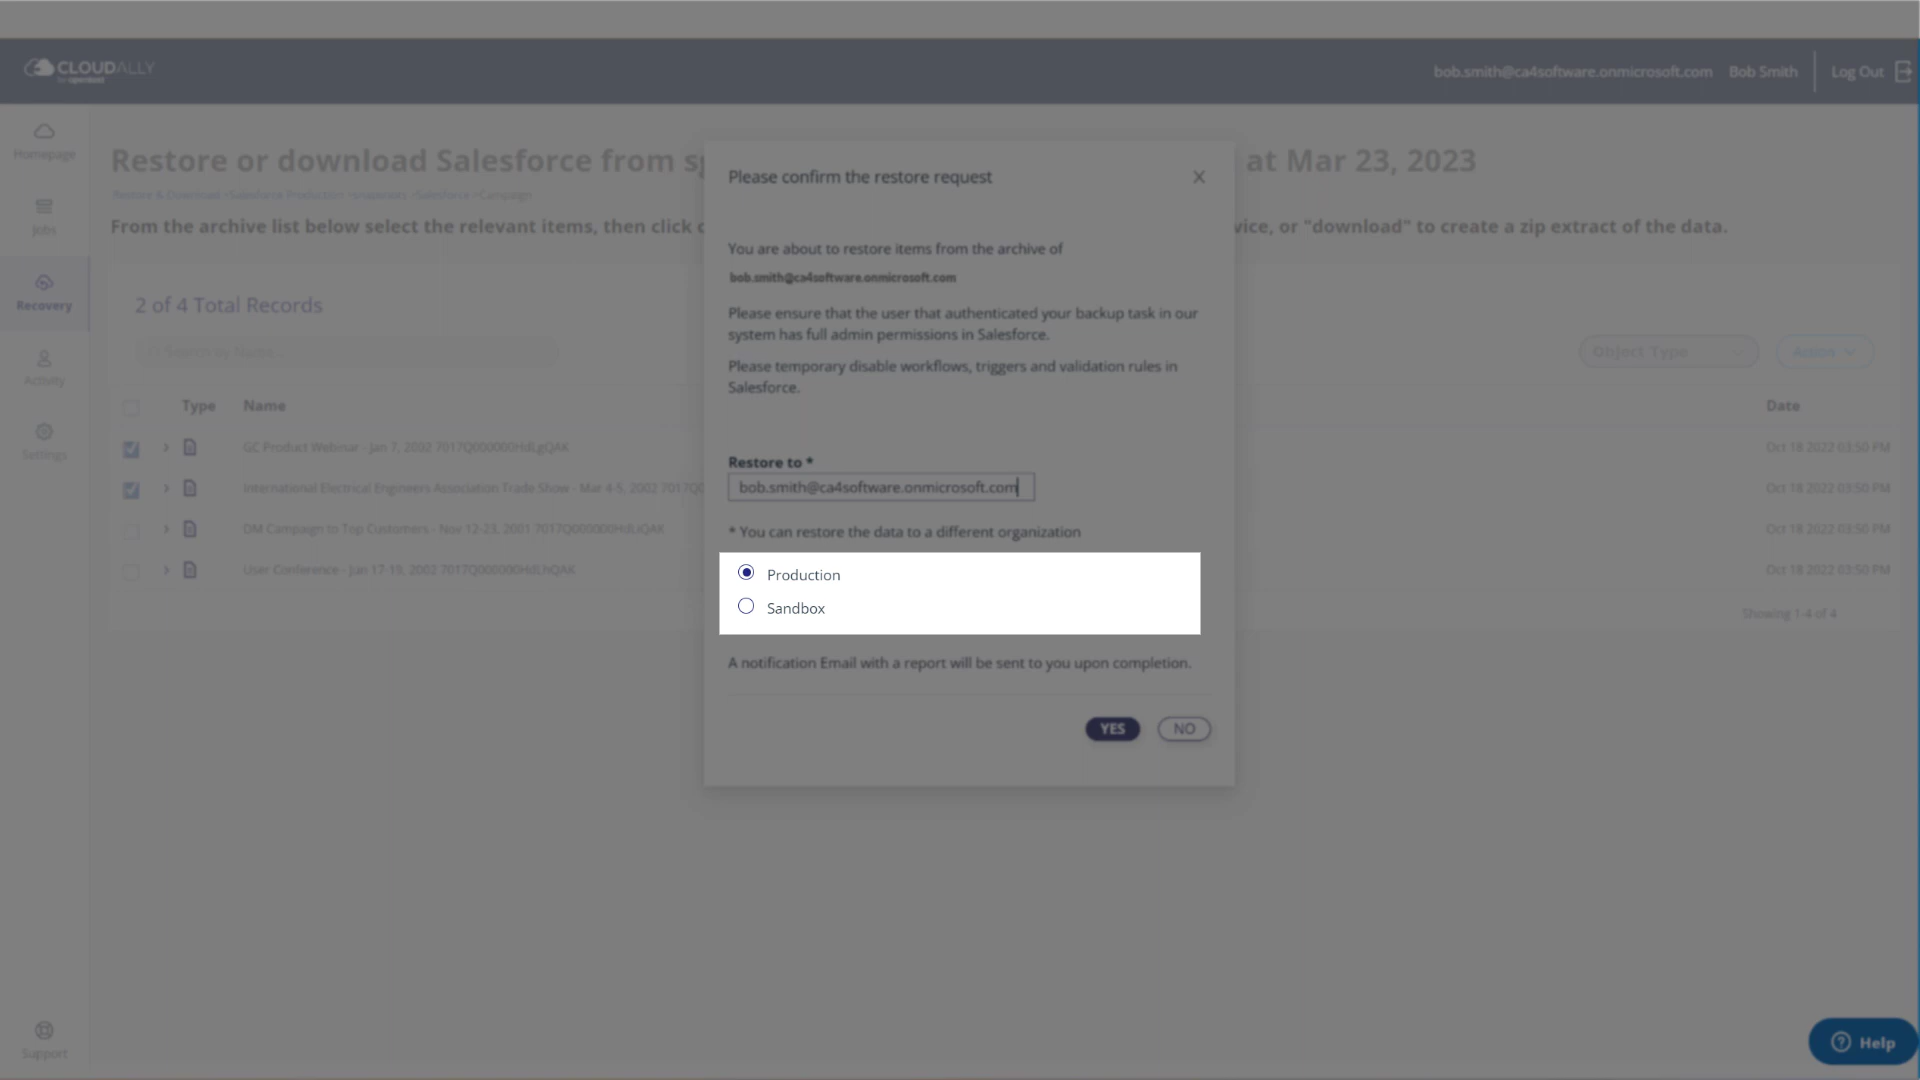 CLOUDALLY
by opentext
bob.smith@ca4software.onmicrosoft.com Bob Smith Log Out
Homepage
Jobs
Recovery
Activity
Settings
Support
Restore or download Salesforce from at Mar 23, 2023
Restore & Download >Salesforce Production >snapshots >Salesforce >Campaign
From the archive list below select the relevant items, then click or "download" to create a zip extract of the data.
2 of 4 Total Records
Search by Name...
Object Type
Action
Type Name Date
GC Product Webinar - Jan 7, 2002 Oct 18 2022 03:50 PM
International Electrical Engineers Association Trade Show - Mar 4-5, 2002 Oct 18 2022 03:50 PM
DM Campaign to Top Customers - Nov 12-23, 2001 Oct 18 2022 03:50 PM
User Conference - Jun 17-19, 2002 Oct 18 2022 03:50 PM
Showing 1-4 of 4
Please confirm the restore request X
You are about to restore items from the archive of
bob.smith@ca4software.onmicrosoft.com
Please ensure that the user that authenticated your backup task in our
system has full admin permissions in Salesforce.
Please temporary disable workflows, triggers and validation rules in
Salesforce.
Restore to *
bob.smith@ca4software.onmicrosoft.com
* You can restore the data to a different organization
Production
Sandbox
A notification Email with a report will be sent to you upon completion.
YES NO
Help